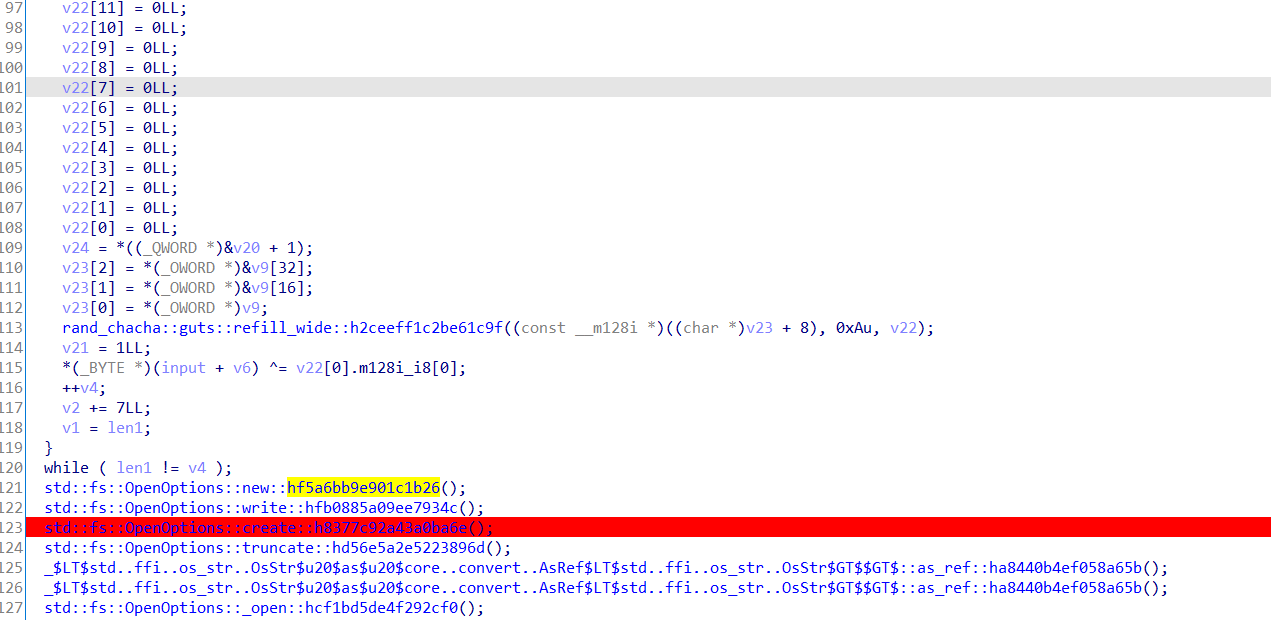 97 v22[11] = 0LL;
98 v22[10] = 0LL;
99 v22[9] = 0LL;
100 v22[8] = 0LL;
101 v22[7] = 0LL;
102 v22[6] = 0LL;
103 v22[5] = 0LL;
104 v22[4] = 0LL;
105 v22[3] = 0LL;
106 v22[2] = 0LL;
107 v22[1] = 0LL;
108 v22[0] = 0LL;
109 v24 = *((_QWORD *)&v20 + 1);
110 v23[2] = *(_OWORD *)&v9[32];
111 v23[1] = *(_OWORD *)&v9[16];
112 v23[0] = *(_OWORD *)v9;
113 rand_chacha::guts::refill_wide::h2ceeff1c2be61c9f((const __m128i *)((char *)v23 + 8), 0xAu, v22);
114 v21 = 1LL;
115 *(_BYTE *)(input + v6) ^= v22[0].m128i_i8[0];
116 ++v4;
117 v2 += 7LL;
118 v1 = len1;
119 }
120 while ( len1 != v4 );
121 std::fs::OpenOptions::new::hf5a6bb9e901c1b26();
122 std::fs::OpenOptions::write::hfb0885a09ee7934c();
123 std::fs::OpenOptions::create::h8377c92a43a0ba6e();
124 std::fs::OpenOptions::truncate::hd56e5a2e5223896d();
125 _$LT$std..ffi..os_str..OsStr$u20$as$u20$core..convert..AsRef$LT$std..ffi..os_str..OsStr$GT$$GT$::as_ref::ha8440b4ef058a65b();
126 _$LT$std..ffi..os_str..OsStr$u20$as$u20$core..convert..AsRef$LT$std..ffi..os_str..OsStr$GT$$GT$::as_ref::ha8440b4ef058a65b();
127 std::fs::OpenOptions::_open::hcf1bd5de4f292cf0();